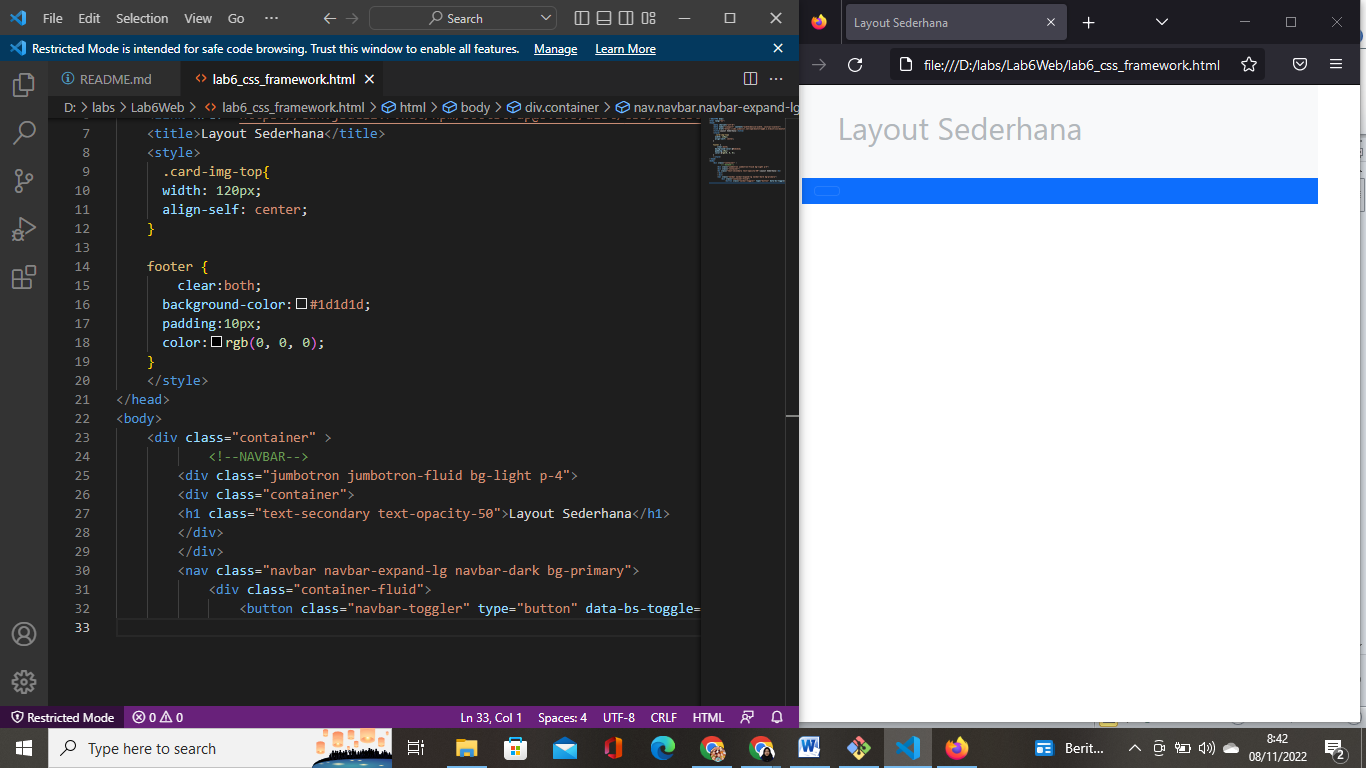 File Edit Selection View Go ··· Search
Restricted Mode is intended for safe code browsing. Trust this window to enable all features. Manage Learn More
README.md lab6_css_framework.html
D: > labs > Lab6Web > lab6_css_framework.html > html > body > div.container > nav.navbar.navbar-expand-lg
7 <title>Layout Sederhana</title>
8 <style>
9 .card-img-top{
10 width: 120px;
11 align-self: center;
12 }
13
14 footer {
15 clear:both;
16 background-color:#1d1d1d;
17 padding:10px;
18 color:rgb(0, 0, 0);
19 }
20 </style>
21 </head>
22 <body>
23 <div class="container" >
24 <!--NAVBAR-->
25 <div class="jumbotron jumbotron-fluid bg-light p-4">
26 <div class="container">
27 <h1 class="text-secondary text-opacity-50">Layout Sederhana</h1>
28 </div>
29 </div>
30 <nav class="navbar navbar-expand-lg navbar-dark bg-primary">
31 <div class="container-fluid">
32 <button class="navbar-toggler" type="button" data-bs-toggle=
33
Restricted Mode 0 0 Ln 33, Col 1 Spaces: 4 UTF-8 CRLF HTML
Layout Sederhana
file:///D:/labs/Lab6Web/lab6_css_framework.html
Layout Sederhana
Type here to search
Berit...
8:42
08/11/2022
2